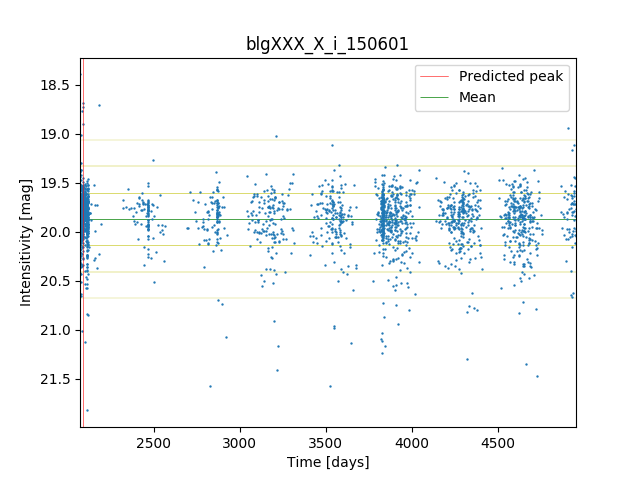 blgXXX_X_i_150601
Predicted peak
Mean
Intensitivity [mag]
18.5
19.0
19.5
20.0
20.5
21.0
21.5
2500
3000
3500
4000
4500
Time [days]